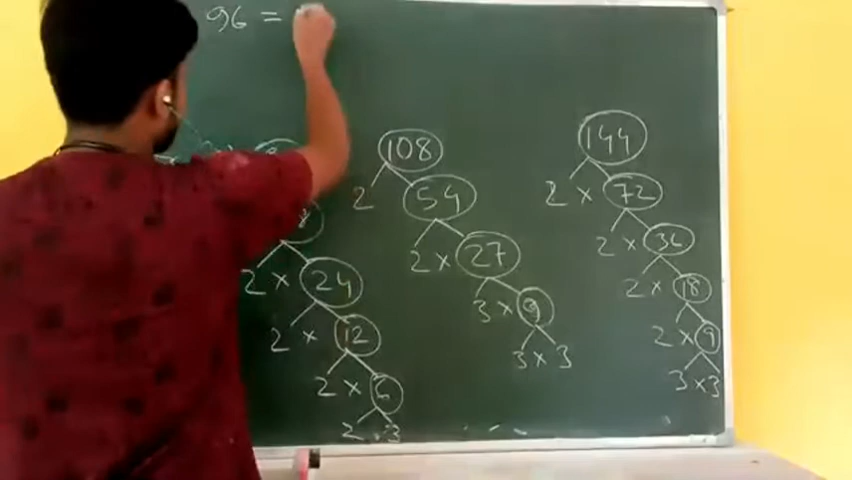 96 =
108
144
2
54
2 × 72
2 × 24
2 × 27
2 × 36
2 × 12
3 × 9
2 × 18
2 × 6
3 × 3
2 × 9
2 × 3
3 × 3